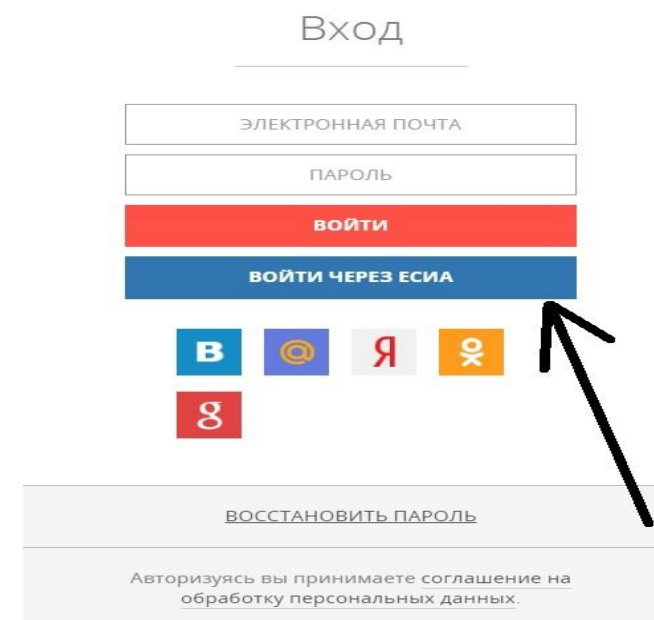 Вход
ЭЛЕКТРОННАЯ ПОЧТА
ПАРОЛЬ
ВОЙТИ
ВОЙТИ ЧЕРЕЗ ЕСИА
В @ Я
g
ВОССТАНОВИТЬ ПАРОЛЬ
Авторизуясь вы принимаете соглашение на
обработку персональных данных.